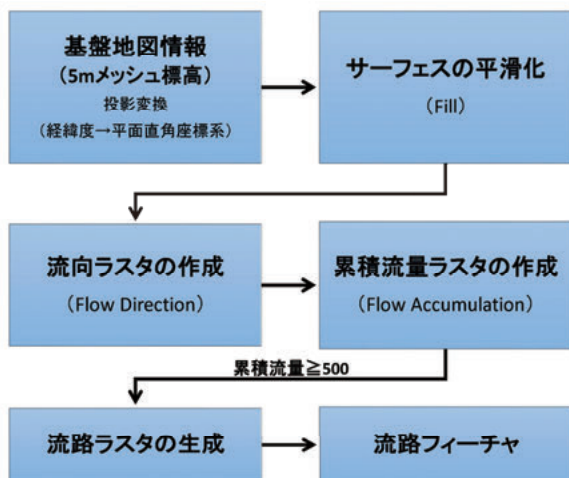 基盤地図情報
（5mメッシュ標高）
投影変換
（経緯度→平面直角座標系）
サーフェスの平滑化
（Fill）
流向ラスタの作成
（Flow Direction）
累積流量ラスタの作成
（Flow Accumulation）
累積流量≧500
流路ラスタの生成
流路フィーチャ